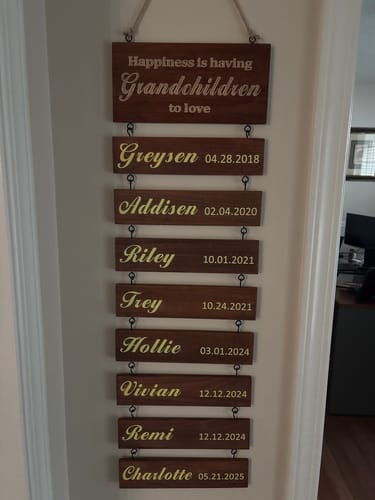 Happiness is having
Grandchildren
to love
Greysen 04.28.2018
Addisen 02.04.2020
Riley 10.01.2021
Trey 10.24.2021
Hollie 03.01.2024
Vivian 12.12.2024
Remi 12.12.2024
Charlotte 05.21.2025